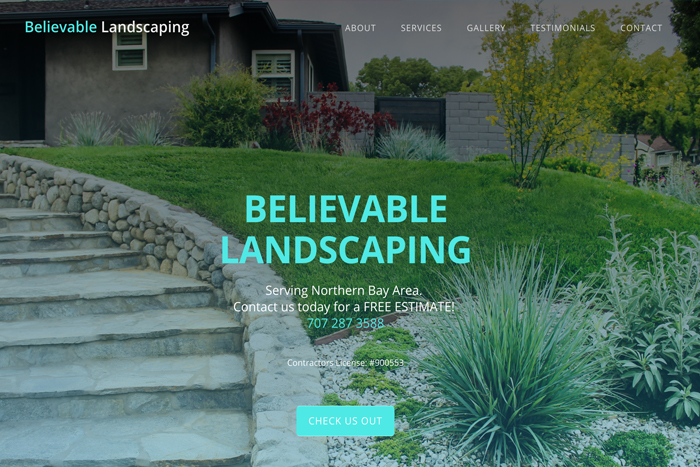 Believable Landscaping
ABOUT SERVICES GALLERY TESTIMONIALS CONTACT
BELIEVABLE
LANDSCAPING
Serving Northern Bay Area.
Contact us today for a FREE ESTIMATE!
707 287 3588
Contractors License: #900553
CHECK US OUT